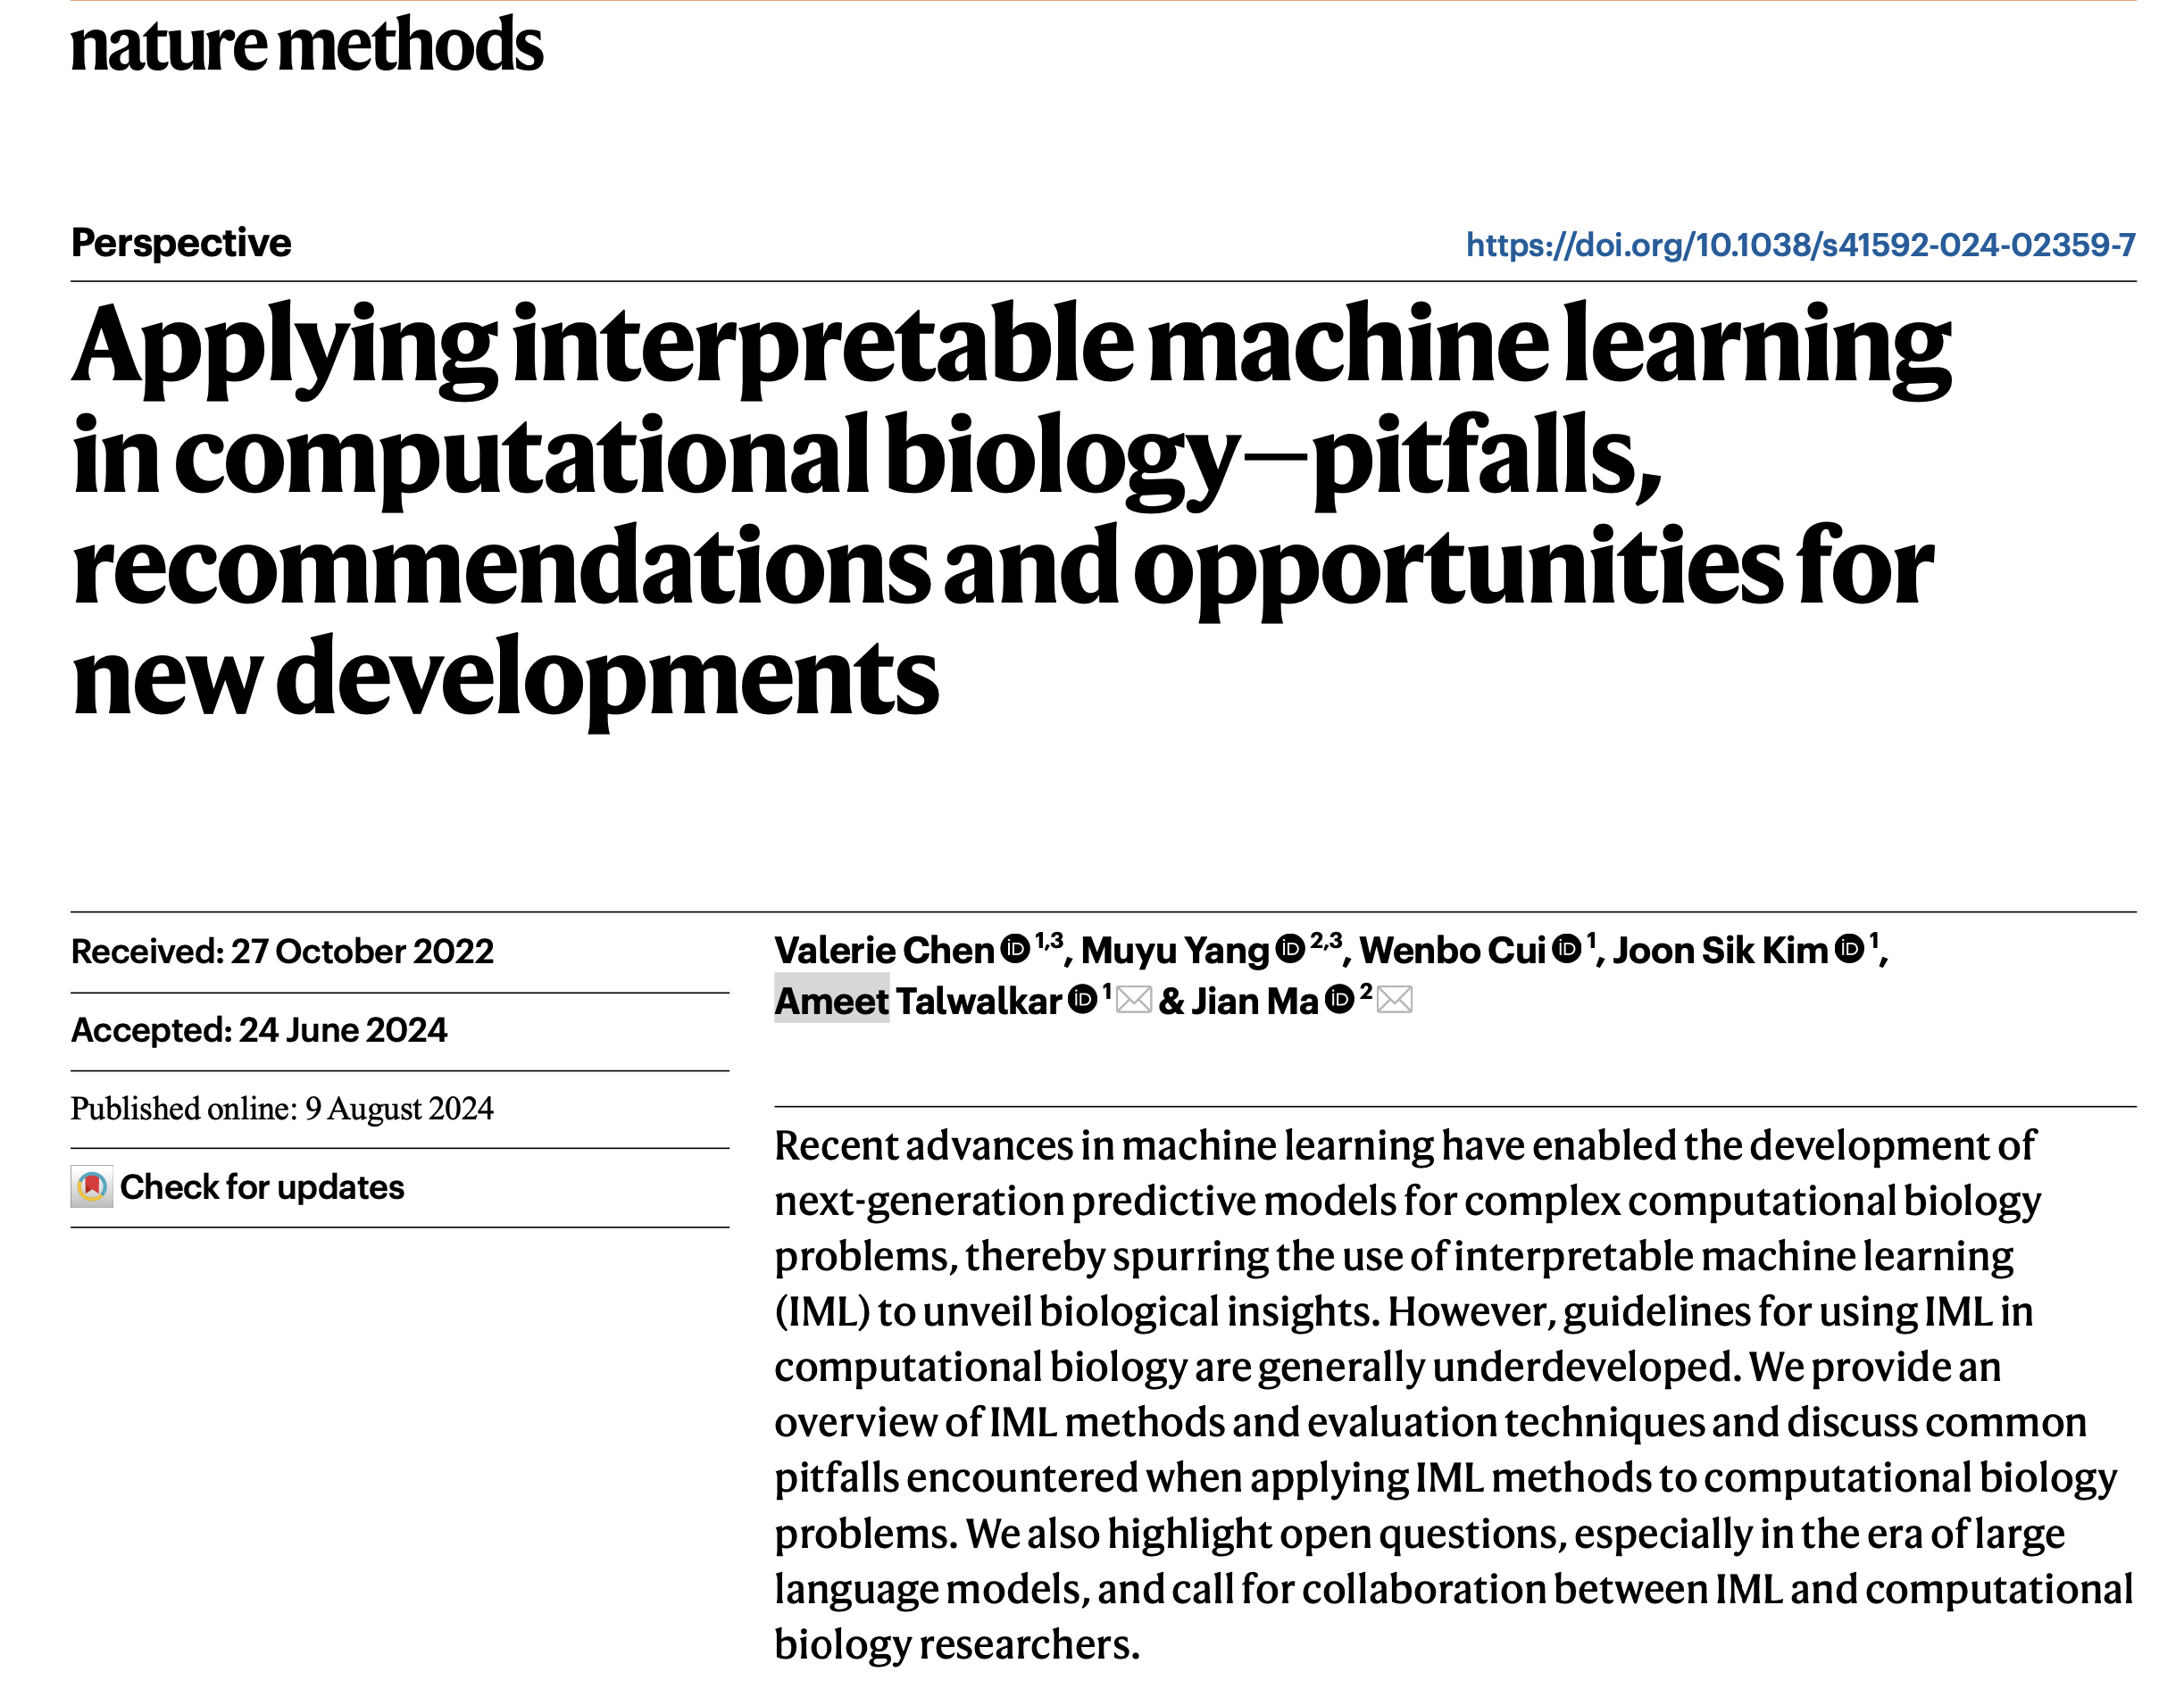 nature methods
Perspective
https://doi.org/10.1038/s41592-024-02359-7
Applying interpretable machine learning
in computational biology—pitfalls,
recommendations and opportunities for
new developments
Received: 27 October 2022
Accepted: 24 June 2024
Published online: 9 August 2024
Check for updates
Valerie Chen iD 1,3, Muyu Yang iD 2,3, Wenbo Cui iD 1, Joon Sik Kim iD 1,
Ameet Talwalkar iD 1 & Jian Ma iD 2
Recent advances in machine learning have enabled the development of
next-generation predictive models for complex computational biology
problems, thereby spurring the use of interpretable machine learning
(IML) to unveil biological insights. However, guidelines for using IML in
computational biology are generally underdeveloped. We provide an
overview of IML methods and evaluation techniques and discuss common
pitfalls encountered when applying IML methods to computational biology
problems. We also highlight open questions, especially in the era of large
language models, and call for collaboration between IML and computational
biology researchers.